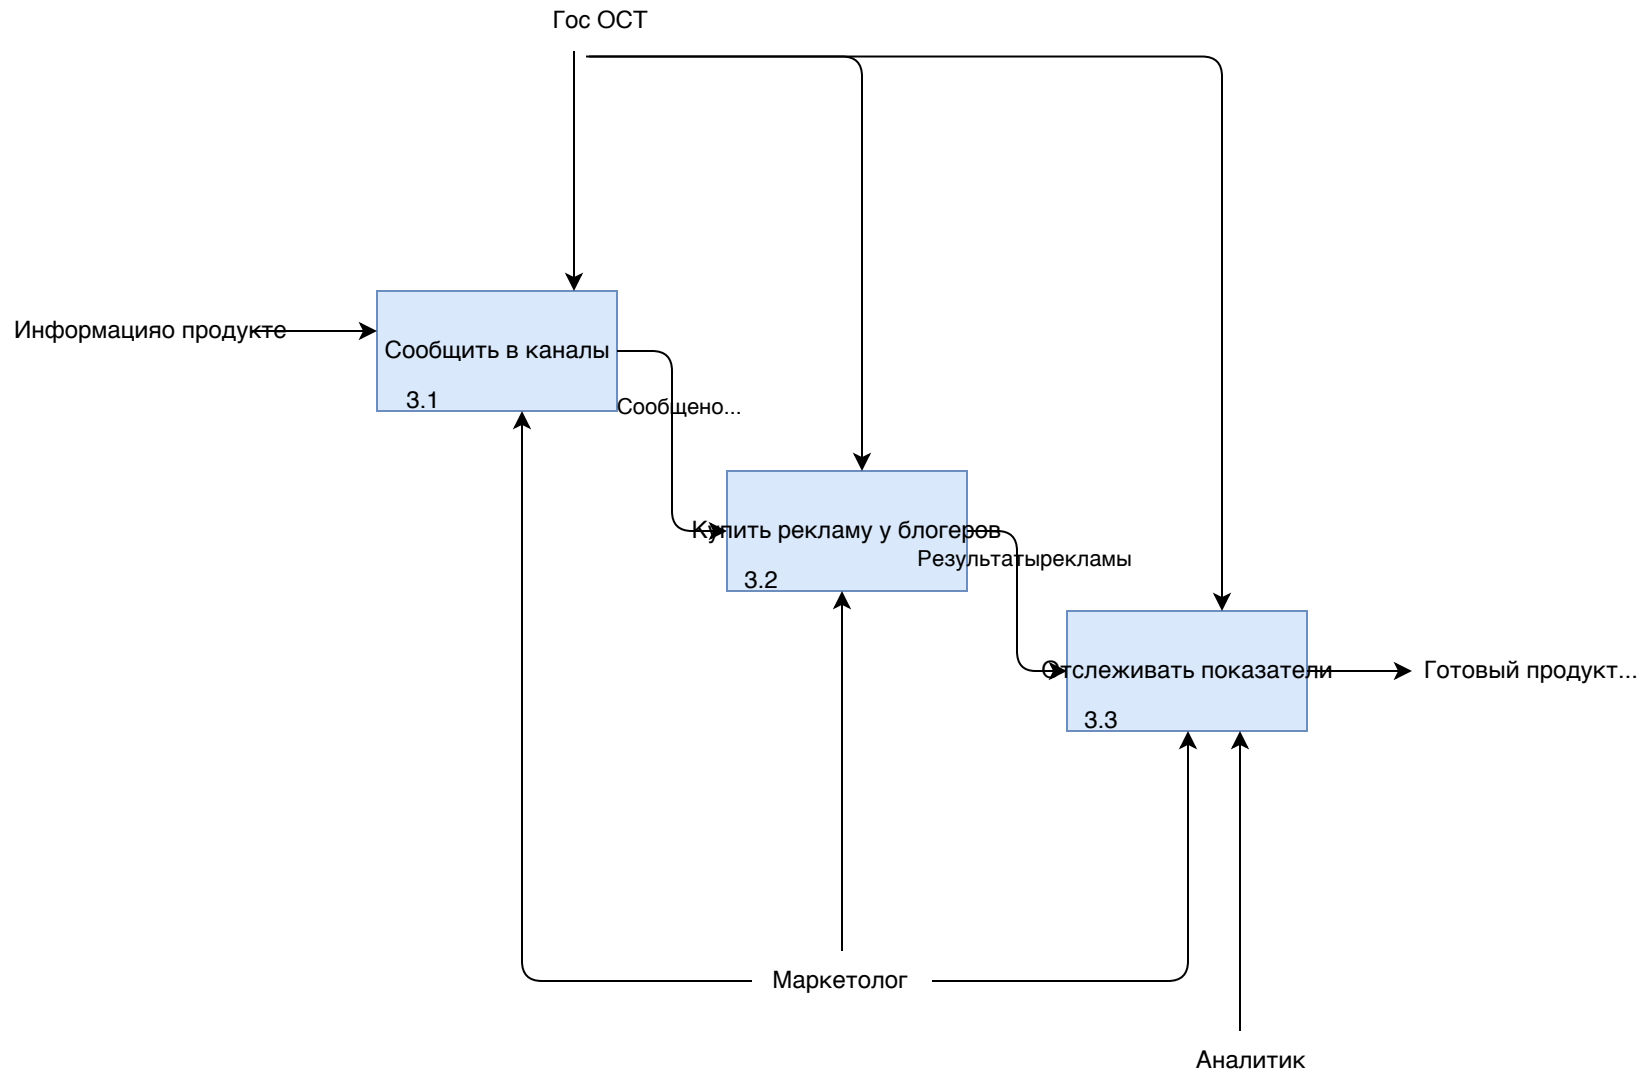 Гос ОСТ
Информацияо продукте
Сообщить в каналы
3.1
Сообщено...
Купить рекламу у блогеров
Результатырекламы
3.2
Отслеживать показатели
Готовый продукт...
3.3
Маркетолог
Аналитик